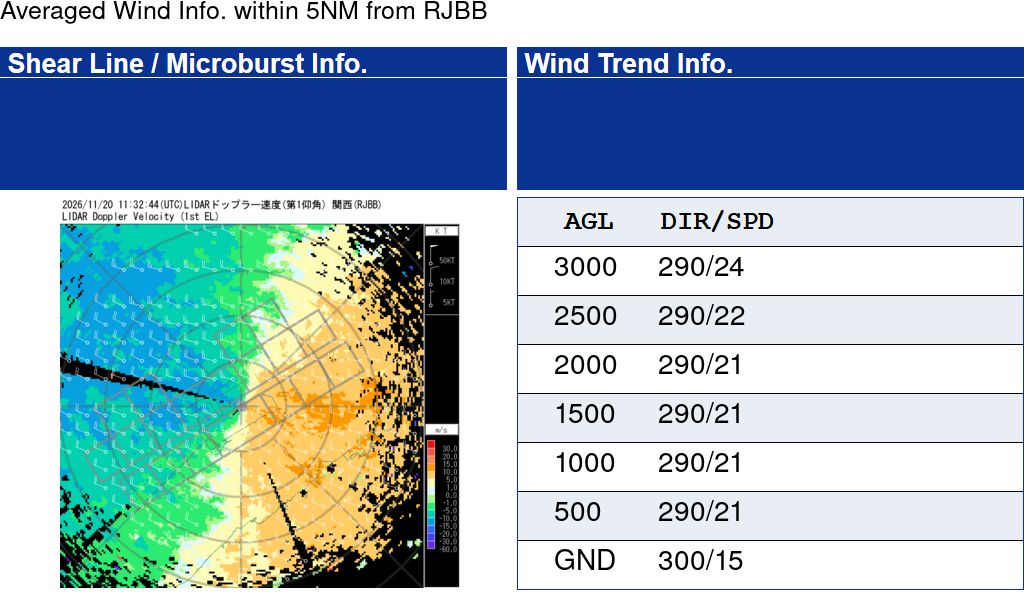 Averaged Wind Info. within 5NM from RJBB
Shear Line / Microburst Info.
Wind Trend Info.
2026/11/20 11:32:44(UTC)LIDARドップラー速度(第1仰角) 関西(RJBB)
LIDAR Doppler Velocity (1st EL)
K T
50KT
10KT
5KT
m/s
30.0
20.0
15.0
10.0
5.0
1.0
0.0
-1.0
-5.0
-10.0
-15.0
-20.0
-30.0
-60.0
AGL DIR/SPD
3000 290/24
2500 290/22
2000 290/21
1500 290/21
1000 290/21
500 290/21
GND 300/15